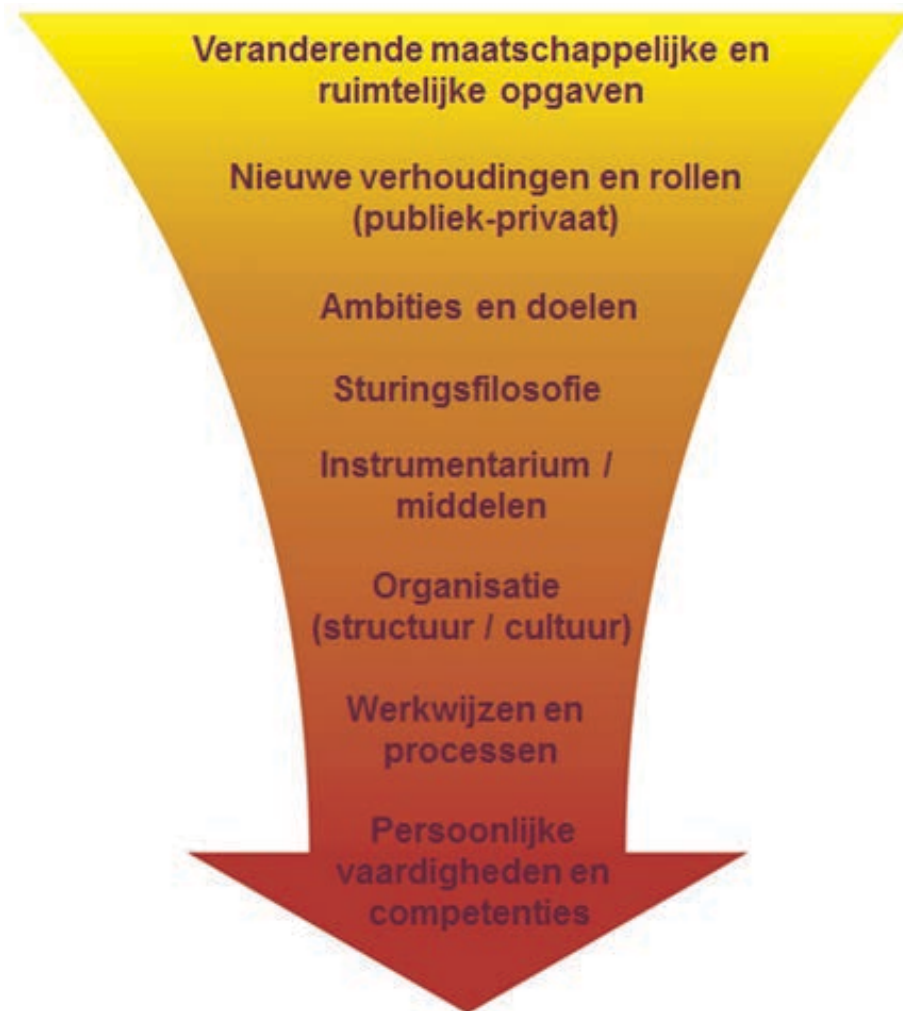 Veranderende maatschappelijke en
ruimtelijke opgaven
Nieuwe verhoudingen en rollen
(publiek-privaat)
Ambities en doelen
Sturingsfilosofie
Instrumentarium /
middelen
Organisatie
(structuur / cultuur)
Werkwijzen en
processen
Persoonlijke
vaardigheden en
competenties